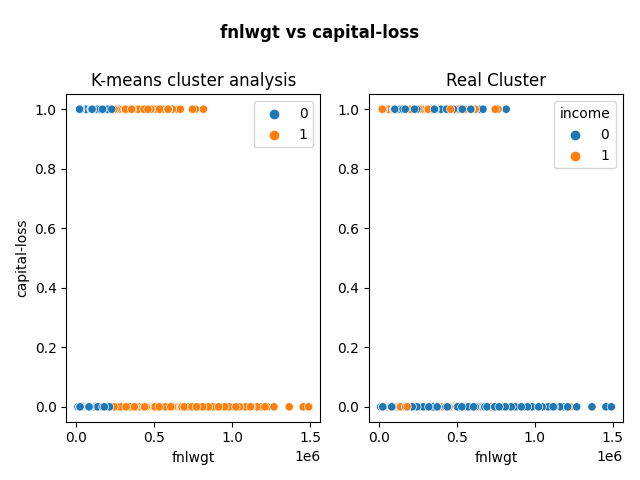 fnlwgt vs capital-loss
K-means cluster analysis
Real Cluster
1.0
0.8
0.6
0.4
0.2
0.0
capital-loss
0
1
0.0
0.5
1.0
1.5
1e6
fnlwgt
1.0
0.8
0.6
0.4
0.2
0.0
income
0
1
0.0
0.5
1.0
1.5
1e6
fnlwgt